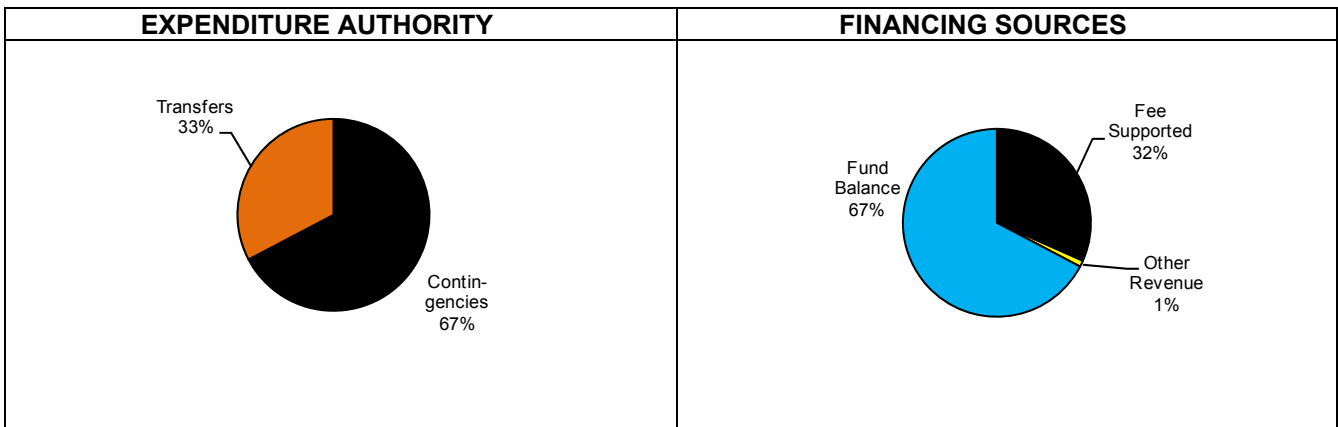 EXPENDITURE AUTHORITY
FINANCING SOURCES
Transfers
33%
Contin-
gencies
67%
Fee
Supported
32%
Fund
Balance
67%
Other
Revenue
1%